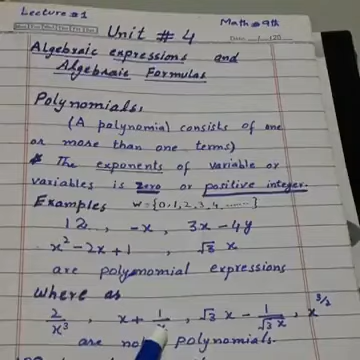 Lecture #1
Math # 9th
Unit # 4
Date: / /20
Algebraic expressions and
Algebraic Formulas
Polynomials.
(A polynomial consists of one
or more than one terms)
* The exponents of variable or
variables is zero or positive integer.
Examples W={0,1,2,3,4,......}
12, -x, 3x-4y
x²-2x+1, √3 x
are polynomial expressions
where as
2/x³, x+1/x, √3 x - 1/(√3 x), x^3/2
are not polynomials.